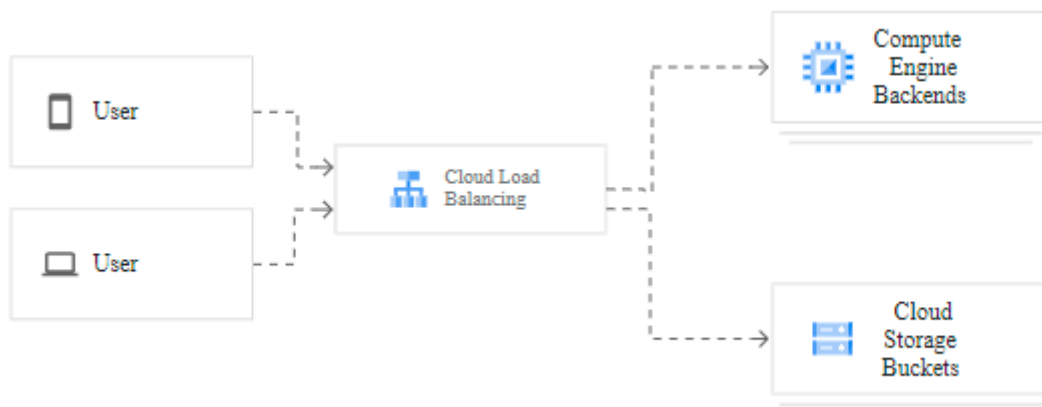 User
User
Cloud Load
Balancing
Compute
Engine
Backends
Cloud
Storage
Buckets